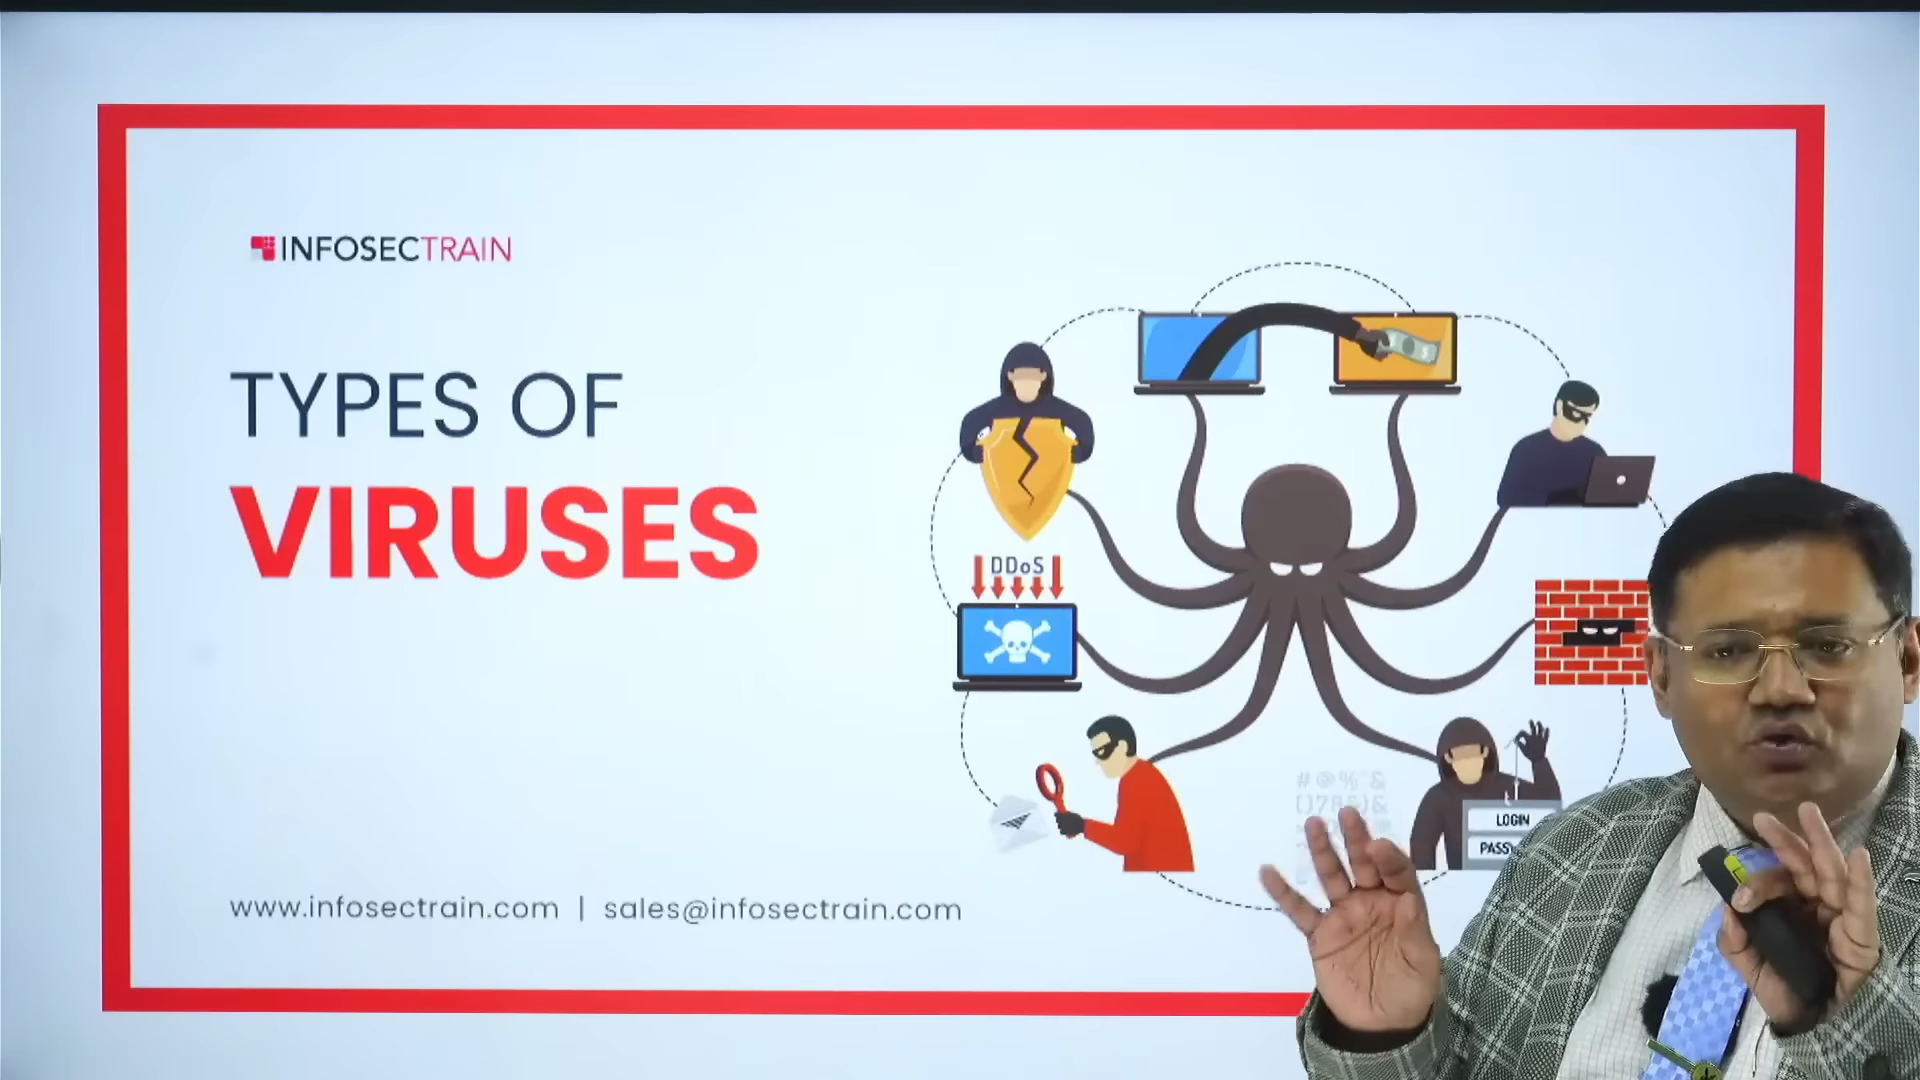 INFOSECTRAIN
TYPES OF
VIRUSES
DDoS
LOGIN
www.infosectrain.com | sales@infosectrain.com